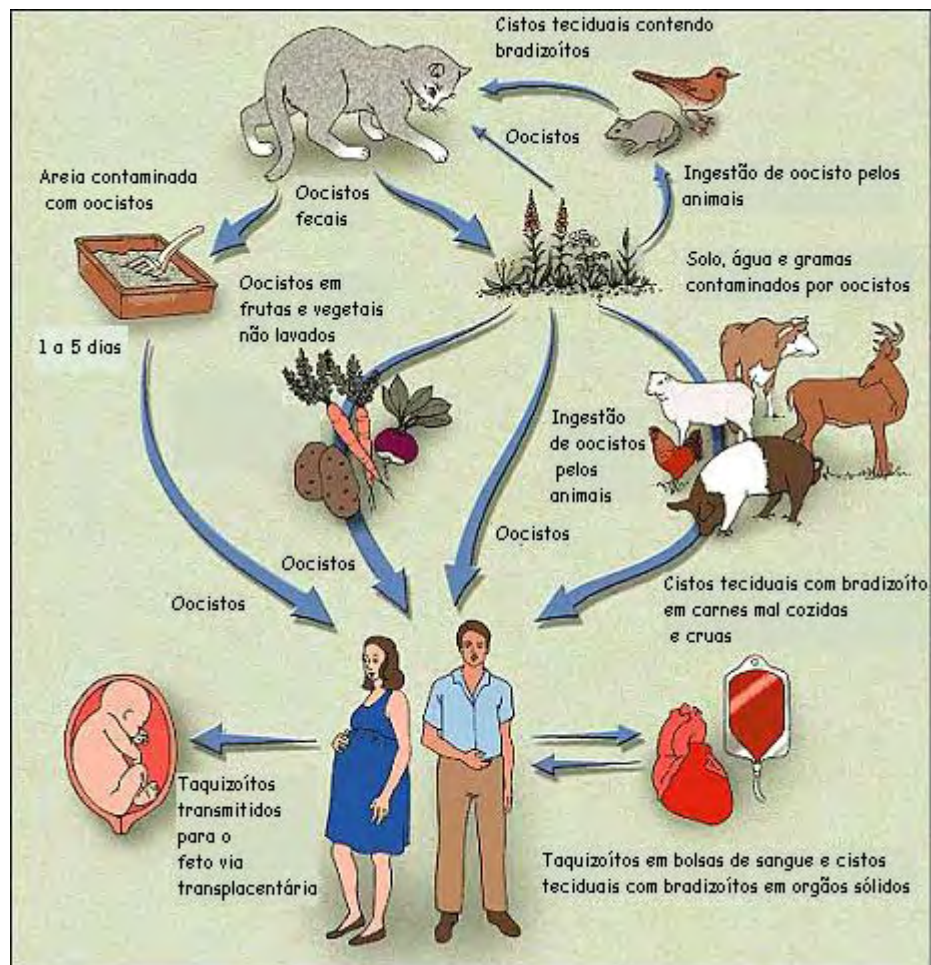 Cistos teciduais contendo
bradizoítos
Oocistos
Areia contaminada
com oocistos
Oocistos
fecais
Ingestão de oocisto pelos
animais
Solo, água e gramas
contaminados por oocistos
Oocistos em
frutas e vegetais
não lavados
1 a 5 dias
Ingestão
de oocistos
pelos
animais
Oocistos
Oocistos
Oocistos
Cistos teciduais com bradizoíto
em carnes mal cozidas
e cruas
Taquizoítos
transmitidos
para o
feto via
transplacentária
Taquizoítos em bolsas de sangue e cistos
teciduais com bradizoítos em orgãos sólidos